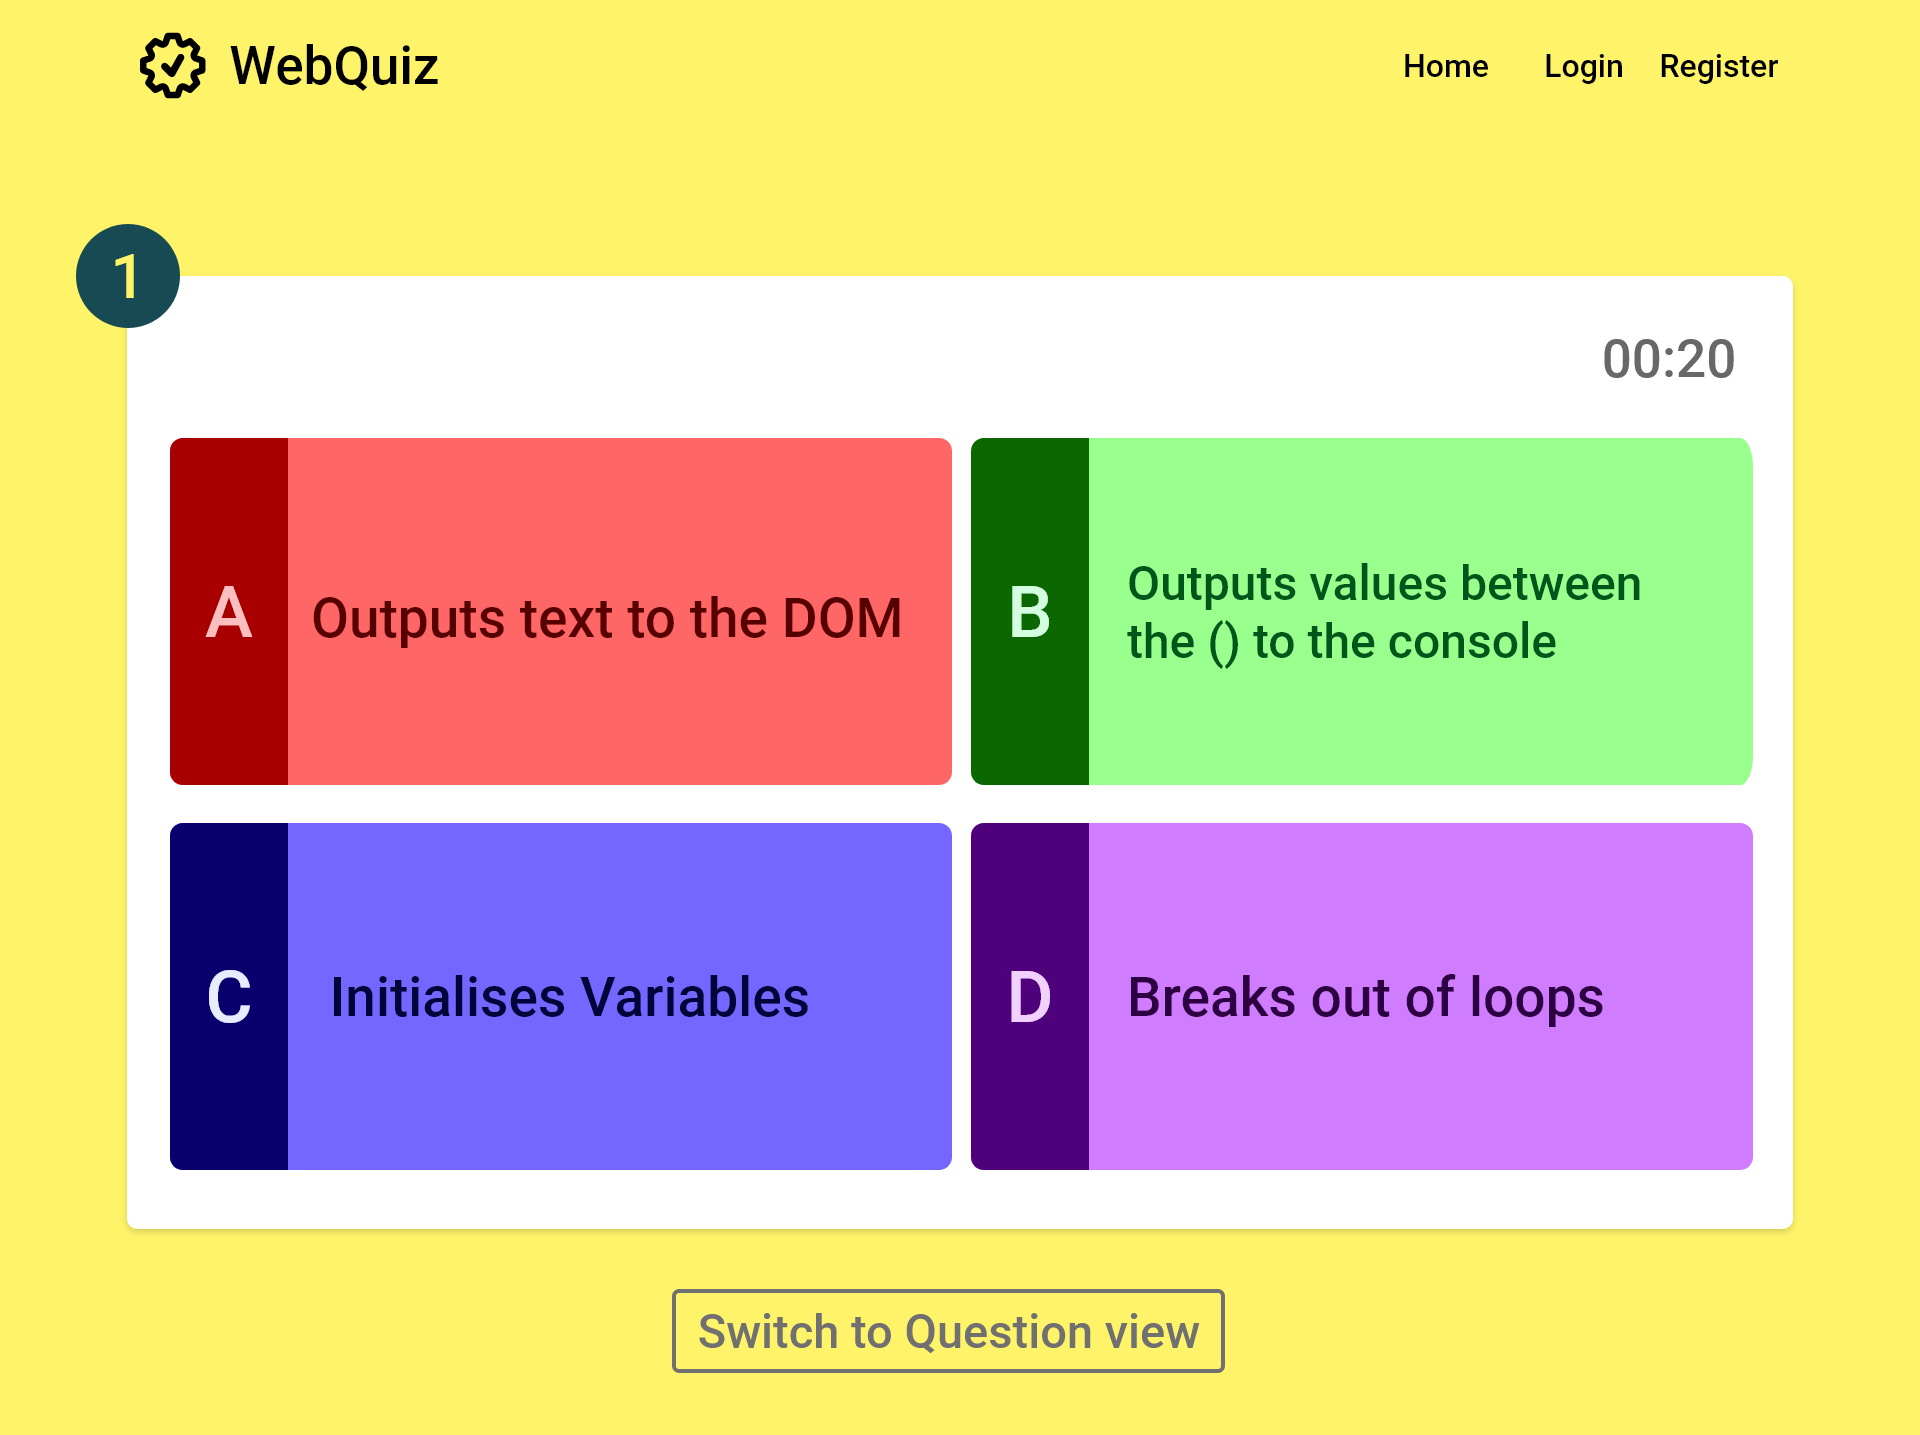 WebQuiz
Home Login Register
1
00:20
A
Outputs text to the DOM
B
Outputs values between
the () to the console
C
Initialises Variables
D
Breaks out of loops
Switch to Question view